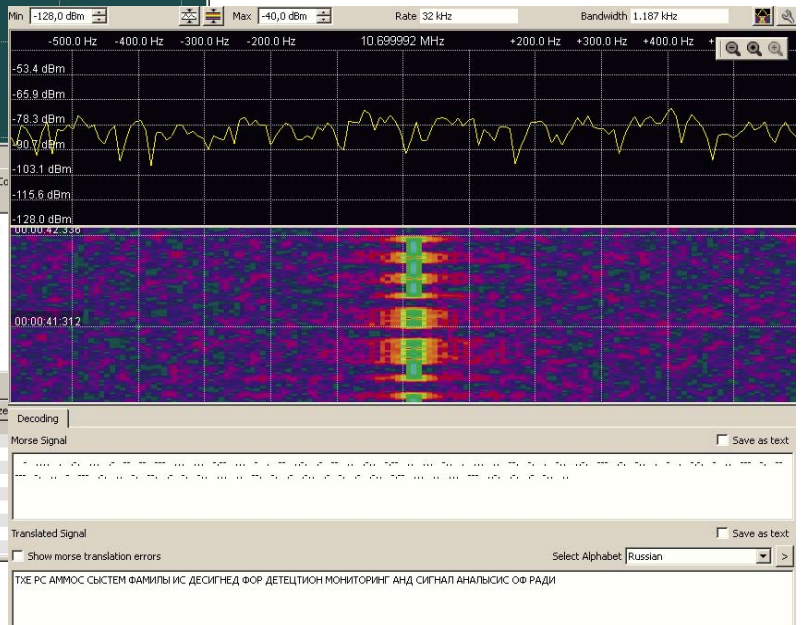 Min -128,0 dBm Max -40,0 dBm Rate 32 kHz Bandwidth 1.187 kHz
-500.0 Hz -400.0 Hz -300.0 Hz -200.0 Hz 10.699992 MHz +200.0 Hz +300.0 Hz +400.0 Hz
-53.4 dBm
-65.9 dBm
-78.3 dBm
-90.7 dBm
-103.1 dBm
-115.6 dBm
-128.0 dBm
00:00:42.336
00:00:41.312
Decoding
Morse Signal Save as text
Translated Signal Save as text
Show morse translation errors Select Alphabet Russian >
ТХЕ РС АММОС СЫСТЕМ ФАМИЛЫ ИС ДЕСИГНЕД ФОР ДЕТЕЦТИОН МОНИТОРИНГ АНД СИГНАЛ АНАЛЫСИС ОФ РАДИ